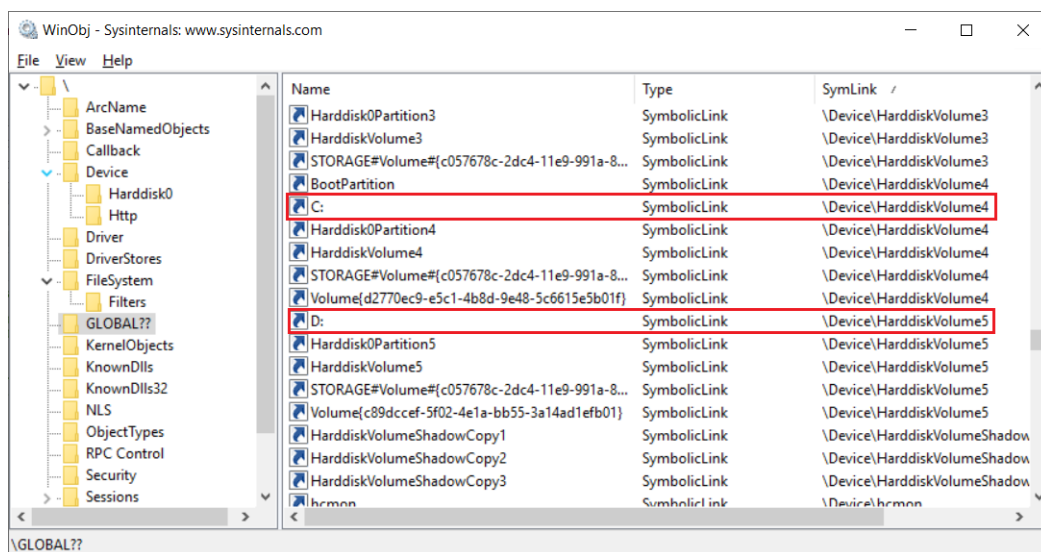 WinObj - Sysinternals: www.sysinternals.com
File View Help
\
ArcName
BaseNamedObjects
Callback
Device
Harddisk0
Http
Driver
DriverStores
FileSystem
Filters
GLOBAL??
KernelObjects
KnownDlls
KnownDlls32
NLS
ObjectTypes
RPC Control
Security
Sessions
Name Type SymLink /
Harddisk0Partition3 SymbolicLink \Device\HarddiskVolume3
HarddiskVolume3 SymbolicLink \Device\HarddiskVolume3
STORAGE#Volume#{c057678c-2dc4-11e9-991a-8... SymbolicLink \Device\HarddiskVolume3
BootPartition SymbolicLink \Device\HarddiskVolume4
C: SymbolicLink \Device\HarddiskVolume4
Harddisk0Partition4 SymbolicLink \Device\HarddiskVolume4
HarddiskVolume4 SymbolicLink \Device\HarddiskVolume4
STORAGE#Volume#{c057678c-2dc4-11e9-991a-8... SymbolicLink \Device\HarddiskVolume4
Volume{d2770ec9-e5c1-4b8d-9e48-5c6615e5b01f} SymbolicLink \Device\HarddiskVolume4
D: SymbolicLink \Device\HarddiskVolume5
Harddisk0Partition5 SymbolicLink \Device\HarddiskVolume5
HarddiskVolume5 SymbolicLink \Device\HarddiskVolume5
STORAGE#Volume#{c057678c-2dc4-11e9-991a-8... SymbolicLink \Device\HarddiskVolume5
Volume{c89dccef-5f02-4e1a-bb55-3a14ad1efb01} SymbolicLink \Device\HarddiskVolume5
HarddiskVolumeShadowCopy1 SymbolicLink \Device\HarddiskVolumeShadow
HarddiskVolumeShadowCopy2 SymbolicLink \Device\HarddiskVolumeShadow
HarddiskVolumeShadowCopy3 SymbolicLink \Device\HarddiskVolumeShadow
hcmon SymbolicLink \Device\hcmon
\GLOBAL??